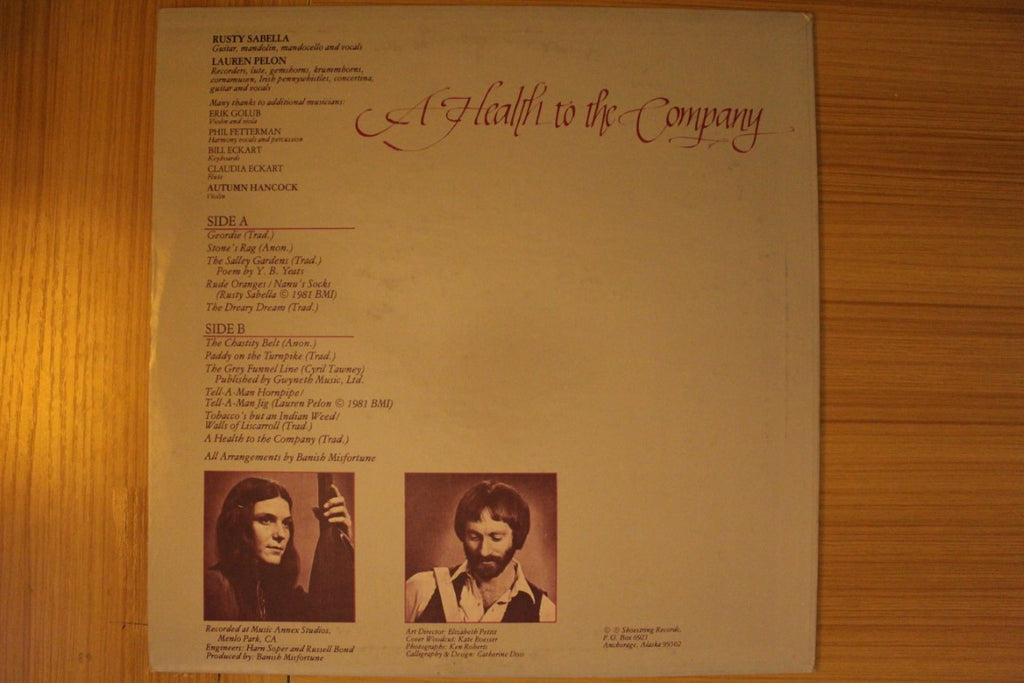 RUSTY SABELLA
Guitar, mandolin, mandocello and vocals
LAUREN PELON
Recorders, lute, gemshorns, krummhorns,
cornamusen, Irish pennywhistles, concertina,
guitar and vocals
Many thanks to additional musicians:
ERIK GOLUB
Violin and viola
PHIL FETTERMAN
Harmony vocals and percussion
BILL ECKART
Keyboards
CLAUDIA ECKART
Flute
AUTUMN HANCOCK
Violin
A Health to the Company
SIDE A
Geordie (Trad.)
Stone's Rag (Anon.)
The Salley Gardens (Trad.)
Poem by Y. B. Yeats
Rude Oranges / Nanu's Socks
(Rusty Sabella © 1981 BMI)
The Dreary Dream (Trad.)
SIDE B
The Chastity Belt (Anon.)
Paddy on the Turnpike (Trad.)
The Grey Funnel Line (Cyril Tawney)
Published by Gwyneth Music, Ltd.
Tell-A-Man Hornpipe/
Tell-A-Man Jig (Lauren Pelon © 1981 BMI)
Tobacco's but an Indian Weed/
Walls of Liscarroll (Trad.)
A Health to the Company (Trad.)
All Arrangements by Banish Misfortune
Recorded at Music Annex Studios,
Menlo Park, CA
Engineers: Harn Soper and Russell Bond
Produced by: Banish Misfortune
Art Director: Elizabeth Pettit
Cover Woodcut: Kate Boesser
Photographs: Ken Roberts
Calligraphy & Design: Catherine Doss
© ℗ Shoestring Records,
P.O. Box 6921
Anchorage, Alaska 99502